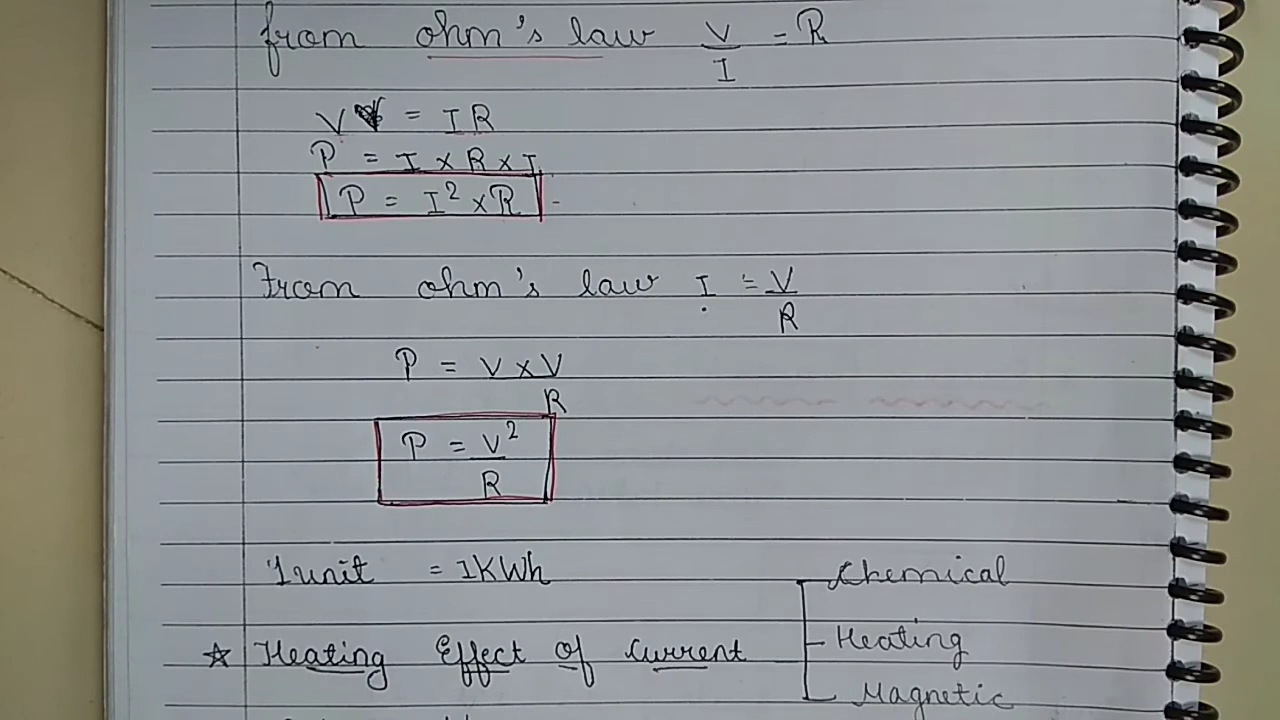 from ohm's law V/I = R
V = IR
P = I × R × I
P = I² × R
From ohm's law I = V/R
P = V × V/R
P = V²/R
1 unit = 1KWh
Chemical
☆ Heating Effect of Current
Heating
Magnetic